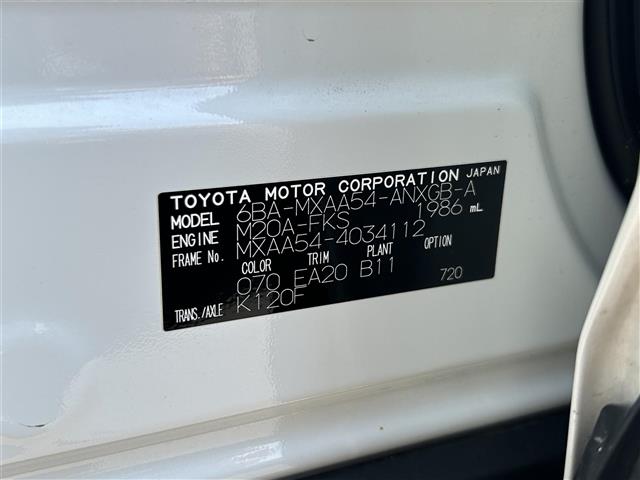 TOYOTA MOTOR CORPORATION JAPAN
MODEL 6BA-MXAA54-ANXGB-A
ENGINE M20A-FKS 1986 mL
FRAME NO. MXAA54-4034112
COLOR TRIM PLANT OPTION
070 EA20 B11 720
TRANS./AXLE K120F